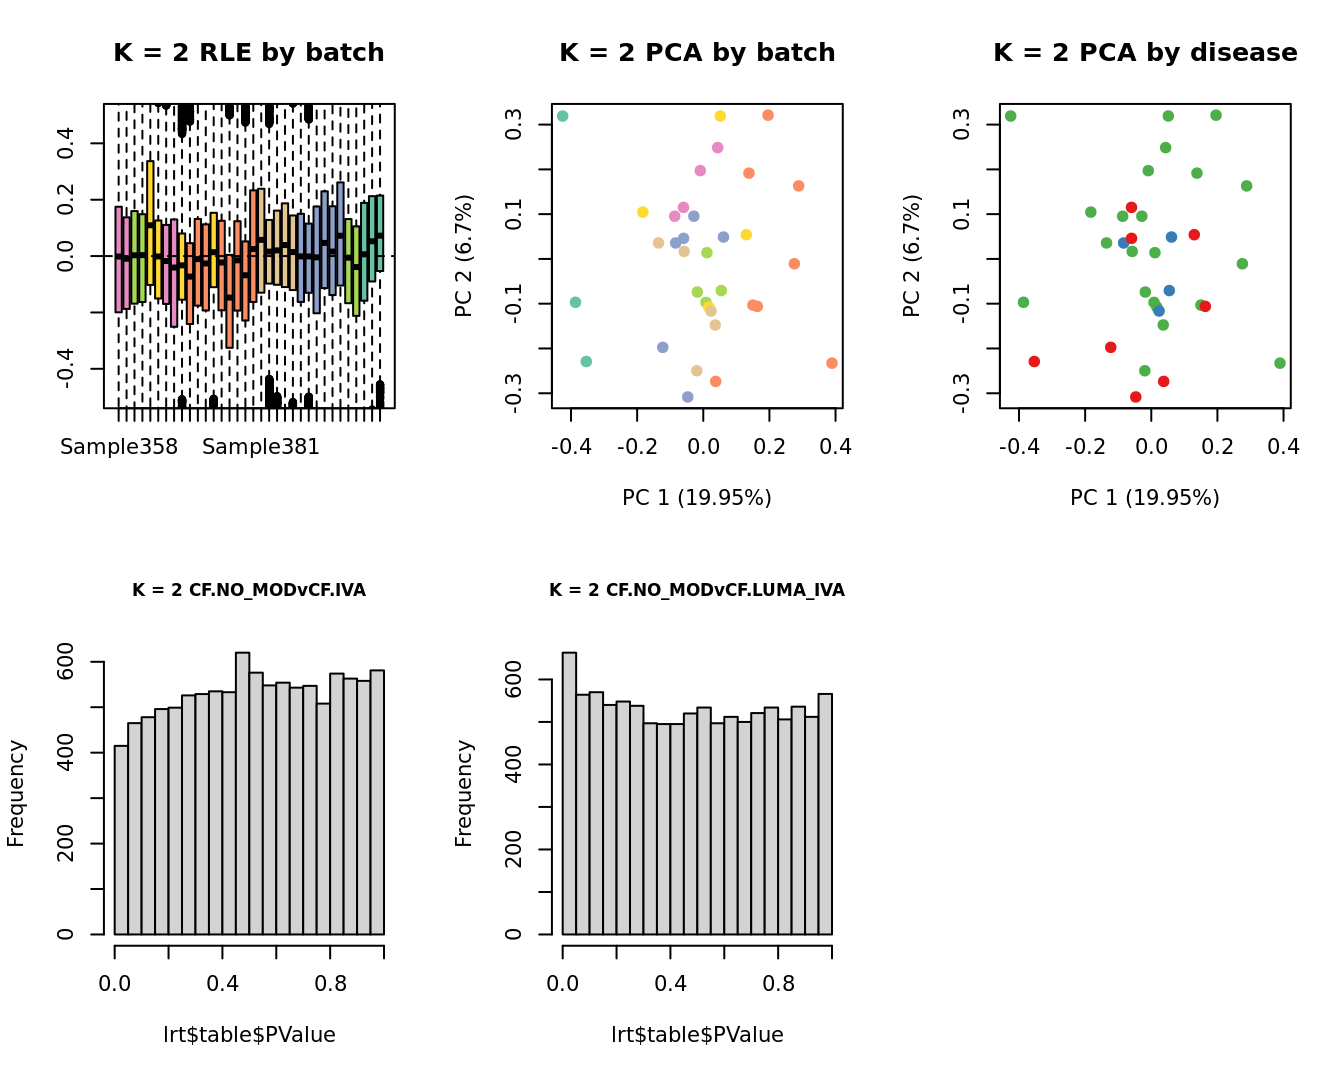 K = 2 RLE by batch
0.4
0.2
0.0
-0.4
Sample358 Sample381
K = 2 PCA by batch
PC 2 (6.7%)
0.3
0.1
-0.1
-0.3
-0.4 -0.2 0.0 0.2 0.4
PC 1 (19.95%)
K = 2 PCA by disease
PC 2 (6.7%)
0.3
0.1
-0.1
-0.3
-0.4 -0.2 0.0 0.2 0.4
PC 1 (19.95%)
K = 2 CF.NO_MODvCF.IVA
Frequency
600
400
200
0
0.0 0.4 0.8
lrt$table$PValue
K = 2 CF.NO_MODvCF.LUMA_IVA
Frequency
600
400
200
0
0.0 0.4 0.8
lrt$table$PValue